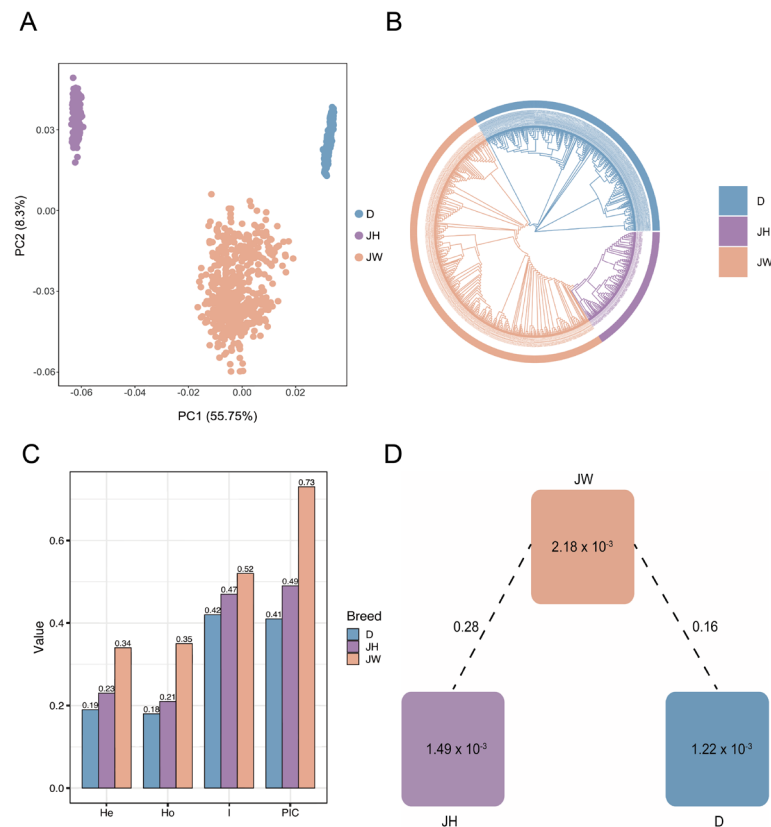 A
B
0.03
0.00
-0.03
-0.06
PC2 (8.3%)
-0.06
-0.04
-0.02
0.00
0.02
PC1 (55.75%)
D
JH
JW
D
JH
JW
C
D
Value
0.6
0.4
0.2
0.0
0.19
0.23
0.34
0.18
0.21
0.35
0.42
0.47
0.52
0.41
0.49
0.73
He
Ho
I
PIC
Breed
D
JH
JW
JW
2.18 x 10-3
0.28
0.16
1.49 x 10-3
1.22 x 10-3
JH
D